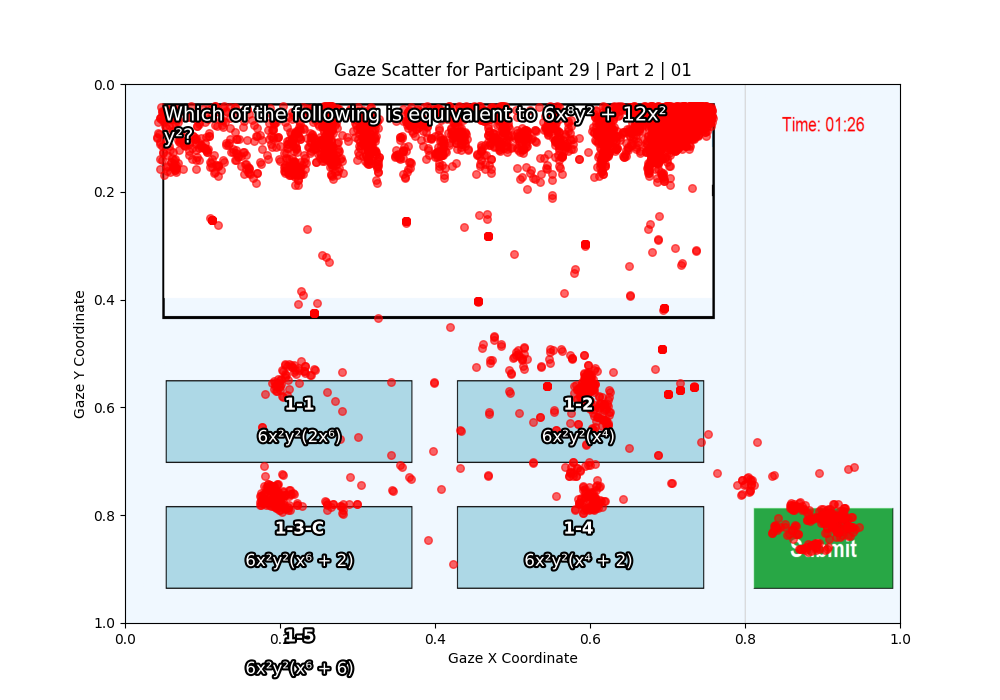 Gaze Scatter for Participant 29 | Part 2 | 01
Which of the following is equivalent to 6x⁸y² + 12x²
y²?
Time: 01:26
1-1
6x²y²(2x⁶)
1-2
6x²y²(x⁴)
1-3-C
6x²y²(x⁶ + 2)
1-4
6x²y²(x⁴ + 2)
Submit
1-5
6x²y²(x⁶ + 6)
Gaze Y Coordinate
0.0
0.2
0.4
0.6
0.8
1.0
0.0 0.2 0.4 0.6 0.8 1.0
Gaze X Coordinate